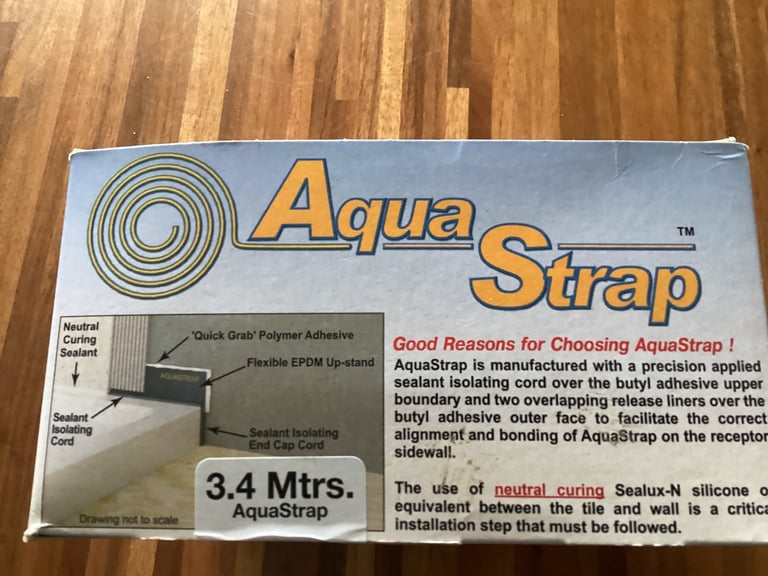 Aqua
Strap
TM
Neutral
Curing
Sealant
'Quick Grab' Polymer Adhesive
Flexible EPDM Up-stand
AQUASTRAP
Sealant
Isolating
Cord
Sealant Isolating
End Cap Cord
Drawing not to scale
3.4 Mtrs.
AquaStrap
Good Reasons for Choosing AquaStrap !
AquaStrap is manufactured with a precision applied
sealant isolating cord over the butyl adhesive upper
boundary and two overlapping release liners over the
butyl adhesive outer face to facilitate the correct
alignment and bonding of AquaStrap on the receptor
sidewall.
The use of neutral curing Sealux-N silicone o
equivalent between the tile and wall is a critica
installation step that must be followed.